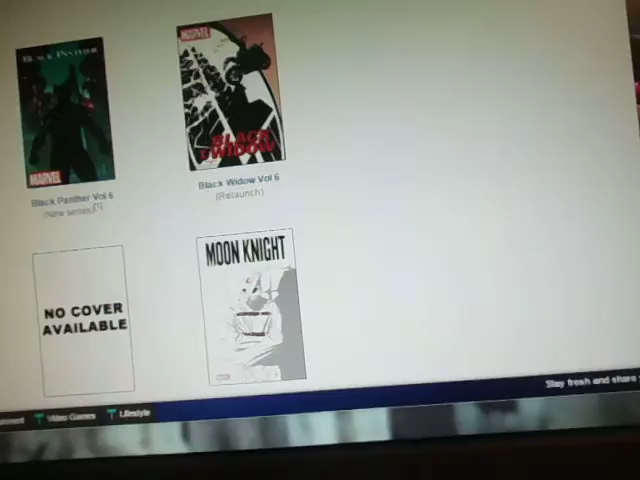 BLACK PANTHER
MARVEL
Black Panther Vol 6
(New series)[1]
MARVEL
BLACK
WIDOW
Black Widow Vol 6
(Relaunch)
NO COVER
AVAILABLE
MOON KNIGHT
Video Games
Lifestyle
Stay fresh and share